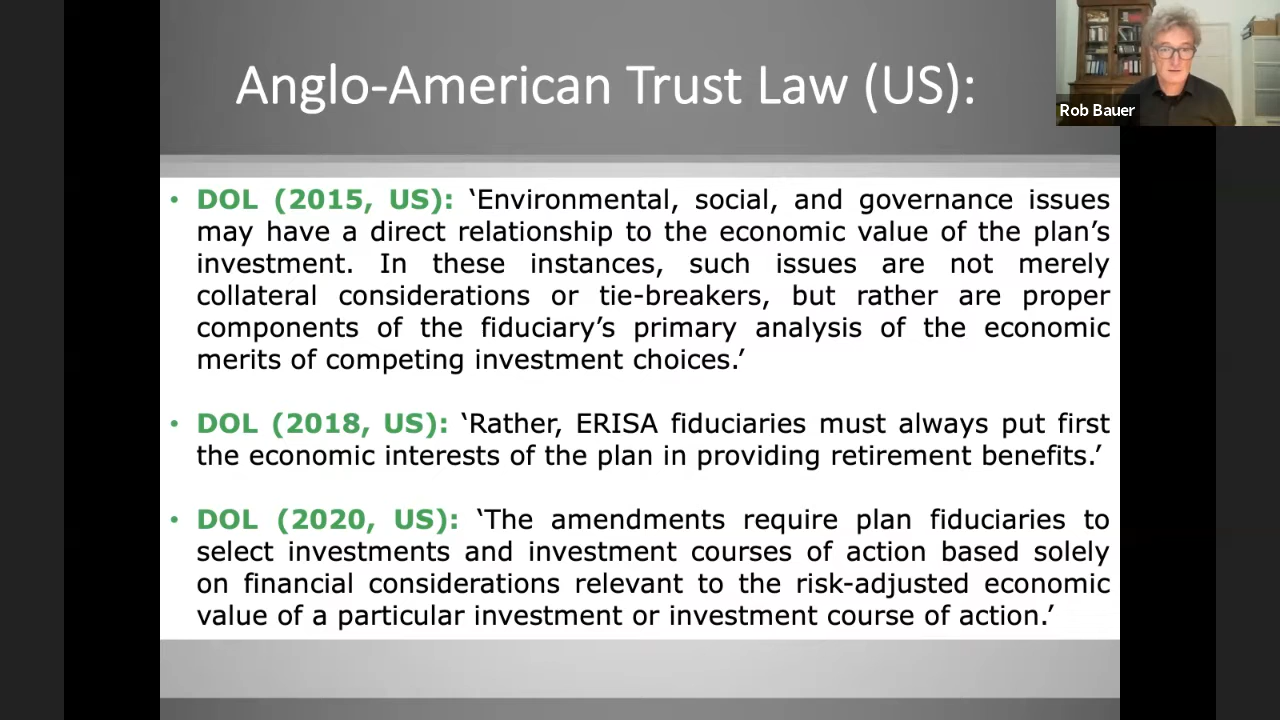 Anglo-American Trust Law (US):
Rob Bauer
• DOL (2015, US): ‘Environmental, social, and governance issues
may have a direct relationship to the economic value of the plan’s
investment. In these instances, such issues are not merely
collateral considerations or tie-breakers, but rather are proper
components of the fiduciary’s primary analysis of the economic
merits of competing investment choices.’
• DOL (2018, US): ‘Rather, ERISA fiduciaries must always put first
the economic interests of the plan in providing retirement benefits.’
• DOL (2020, US): ‘The amendments require plan fiduciaries to
select investments and investment courses of action based solely
on financial considerations relevant to the risk-adjusted economic
value of a particular investment or investment course of action.’